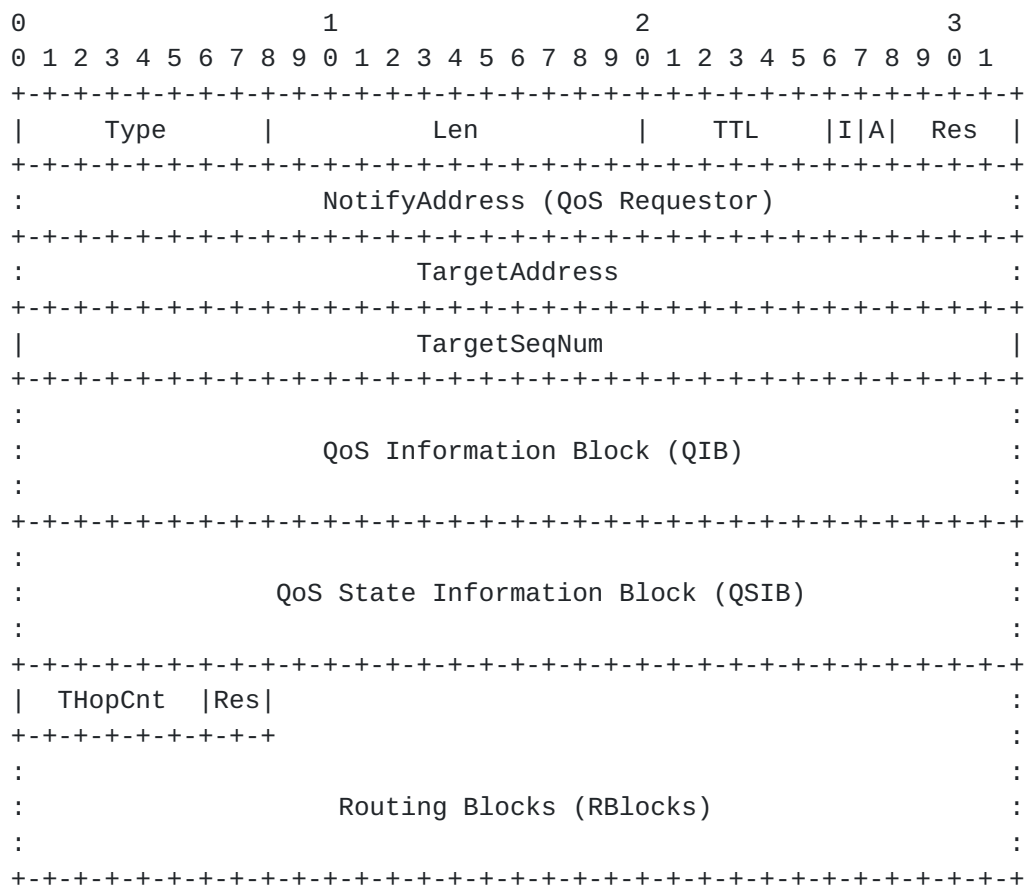 0                   1                   2                   3
0 1 2 3 4 5 6 7 8 9 0 1 2 3 4 5 6 7 8 9 0 1 2 3 4 5 6 7 8 9 0 1
+-+-+-+-+-+-+-+-+-+-+-+-+-+-+-+-+-+-+-+-+-+-+-+-+-+-+-+-+-+-+-+-+
|     Type      |          Len          |    TTL    |I|A|  Res  |
+-+-+-+-+-+-+-+-+-+-+-+-+-+-+-+-+-+-+-+-+-+-+-+-+-+-+-+-+-+-+-+-+
:                   NotifyAddress (QoS Requestor)               :
+-+-+-+-+-+-+-+-+-+-+-+-+-+-+-+-+-+-+-+-+-+-+-+-+-+-+-+-+-+-+-+-+
:                         TargetAddress                         :
+-+-+-+-+-+-+-+-+-+-+-+-+-+-+-+-+-+-+-+-+-+-+-+-+-+-+-+-+-+-+-+-+
|                         TargetSeqNum                          |
+-+-+-+-+-+-+-+-+-+-+-+-+-+-+-+-+-+-+-+-+-+-+-+-+-+-+-+-+-+-+-+-+
:                                                               :
:                   QoS Information Block (QIB)                 :
:                                                               :
+-+-+-+-+-+-+-+-+-+-+-+-+-+-+-+-+-+-+-+-+-+-+-+-+-+-+-+-+-+-+-+-+
:                                                               :
:                QoS State Information Block (QSIB)             :
:                                                               :
+-+-+-+-+-+-+-+-+-+-+-+-+-+-+-+-+-+-+-+-+-+-+-+-+-+-+-+-+-+-+-+-+
|  THopCnt  |Res|                                               :
+-+-+-+-+-+-+-+-+                                               :
:                                                               :
:                    Routing Blocks (RBlocks)                   :
:                                                               :
+-+-+-+-+-+-+-+-+-+-+-+-+-+-+-+-+-+-+-+-+-+-+-+-+-+-+-+-+-+-+-+-+